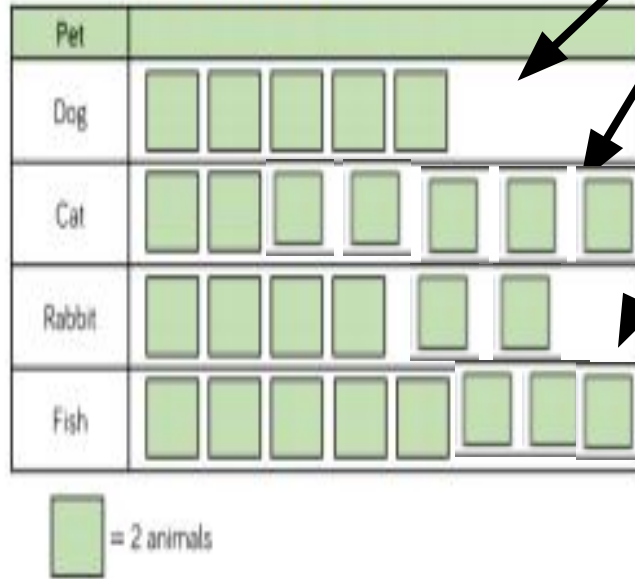 Pet
Dog
Cat
Rabbit
Fish
= 2 animals